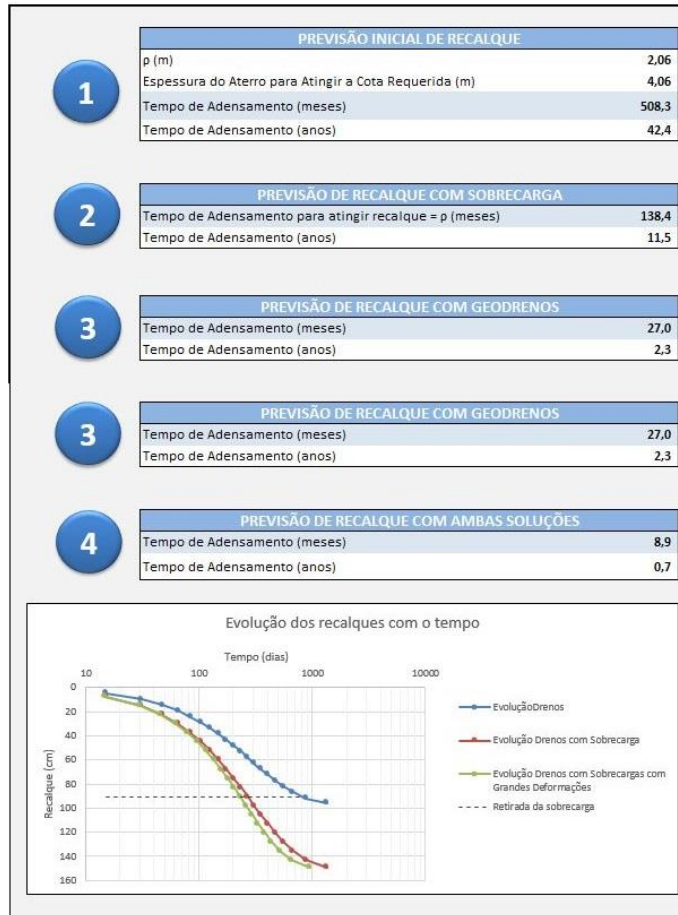 PREVISÃO INICIAL DE RECALQUE
1
ρ (m) 2,06
Espessura do Aterro para Atingir a Cota Requerida (m) 4,06
Tempo de Adensamento (meses) 508,3
Tempo de Adensamento (anos) 42,4
PREVISÃO DE RECALQUE COM SOBRECARGA
2
Tempo de Adensamento para atingir recalque = ρ (meses) 138,4
Tempo de Adensamento (anos) 11,5
PREVISÃO DE RECALQUE COM GEODRENOS
3
Tempo de Adensamento (meses) 27,0
Tempo de Adensamento (anos) 2,3
PREVISÃO DE RECALQUE COM GEODRENOS
3
Tempo de Adensamento (meses) 27,0
Tempo de Adensamento (anos) 2,3
PREVISÃO DE RECALQUE COM AMBAS SOLUÇÕES
4
Tempo de Adensamento (meses) 8,9
Tempo de Adensamento (anos) 0,7
Evolução dos recalques com o tempo
Tempo (dias)
10 100 1000 10000
0
20
40
60
80
100
120
140
160
Recalque (cm)
EvoluçãoDrenos
Evolução Drenos com Sobrecarga
Evolução Drenos com Sobrecargas com
Grandes Deformações
Retirada da sobrecarga